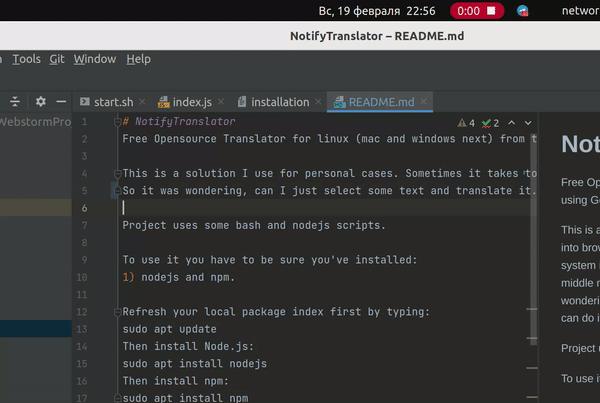 Вс, 19 февраля 22:56 0:00 networ
NotifyTranslator – README.md
Tools Git Window Help
start.sh index.js installation README.md
WebstormPro
4 2
1 # NotifyTranslator
2 Free Opensource Translator for linux (mac and windows next) from t
3
4 This is a solution I use for personal cases. Sometimes it takes to
5 So it was wondering, can I just select some text and translate it.
6
7 Project uses some bash and nodejs scripts.
8
9 To use it you have to be sure you've installed:
10 1) nodejs and npm.
11
12 Refresh your local package index first by typing:
13 sudo apt update
14 Then install Node.js:
15 sudo apt install nodejs
16 Then install npm:
17 sudo apt install npm
Not
Free Op
using G
This is a
into brow
system i
middle m
wonderi
can do i
Project u
To use it